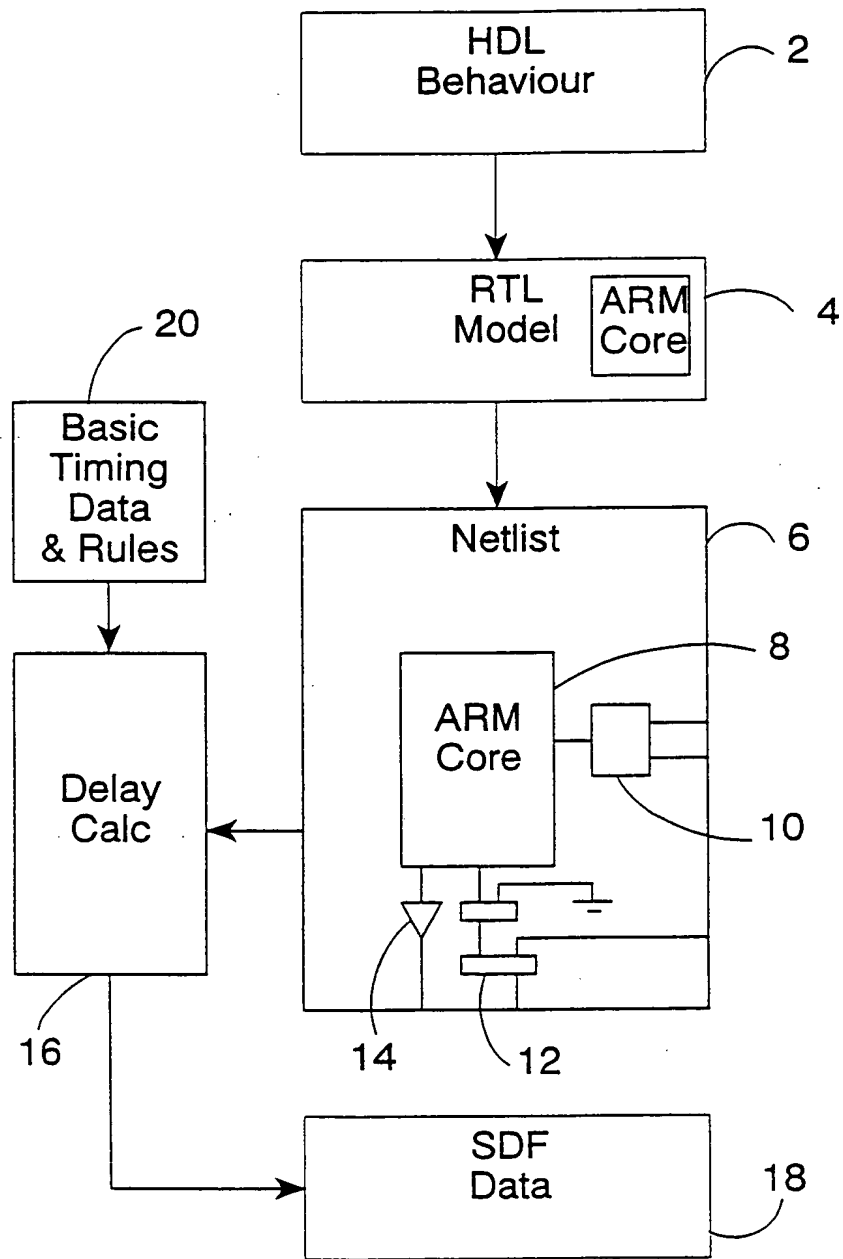 HDL
Behaviour
2
RTL
Model
ARM
Core
4
20
Basic
Timing
Data
& Rules
Netlist
6
8
ARM
Core
10
Delay
Calc
14
12
16
SDF
Data
18